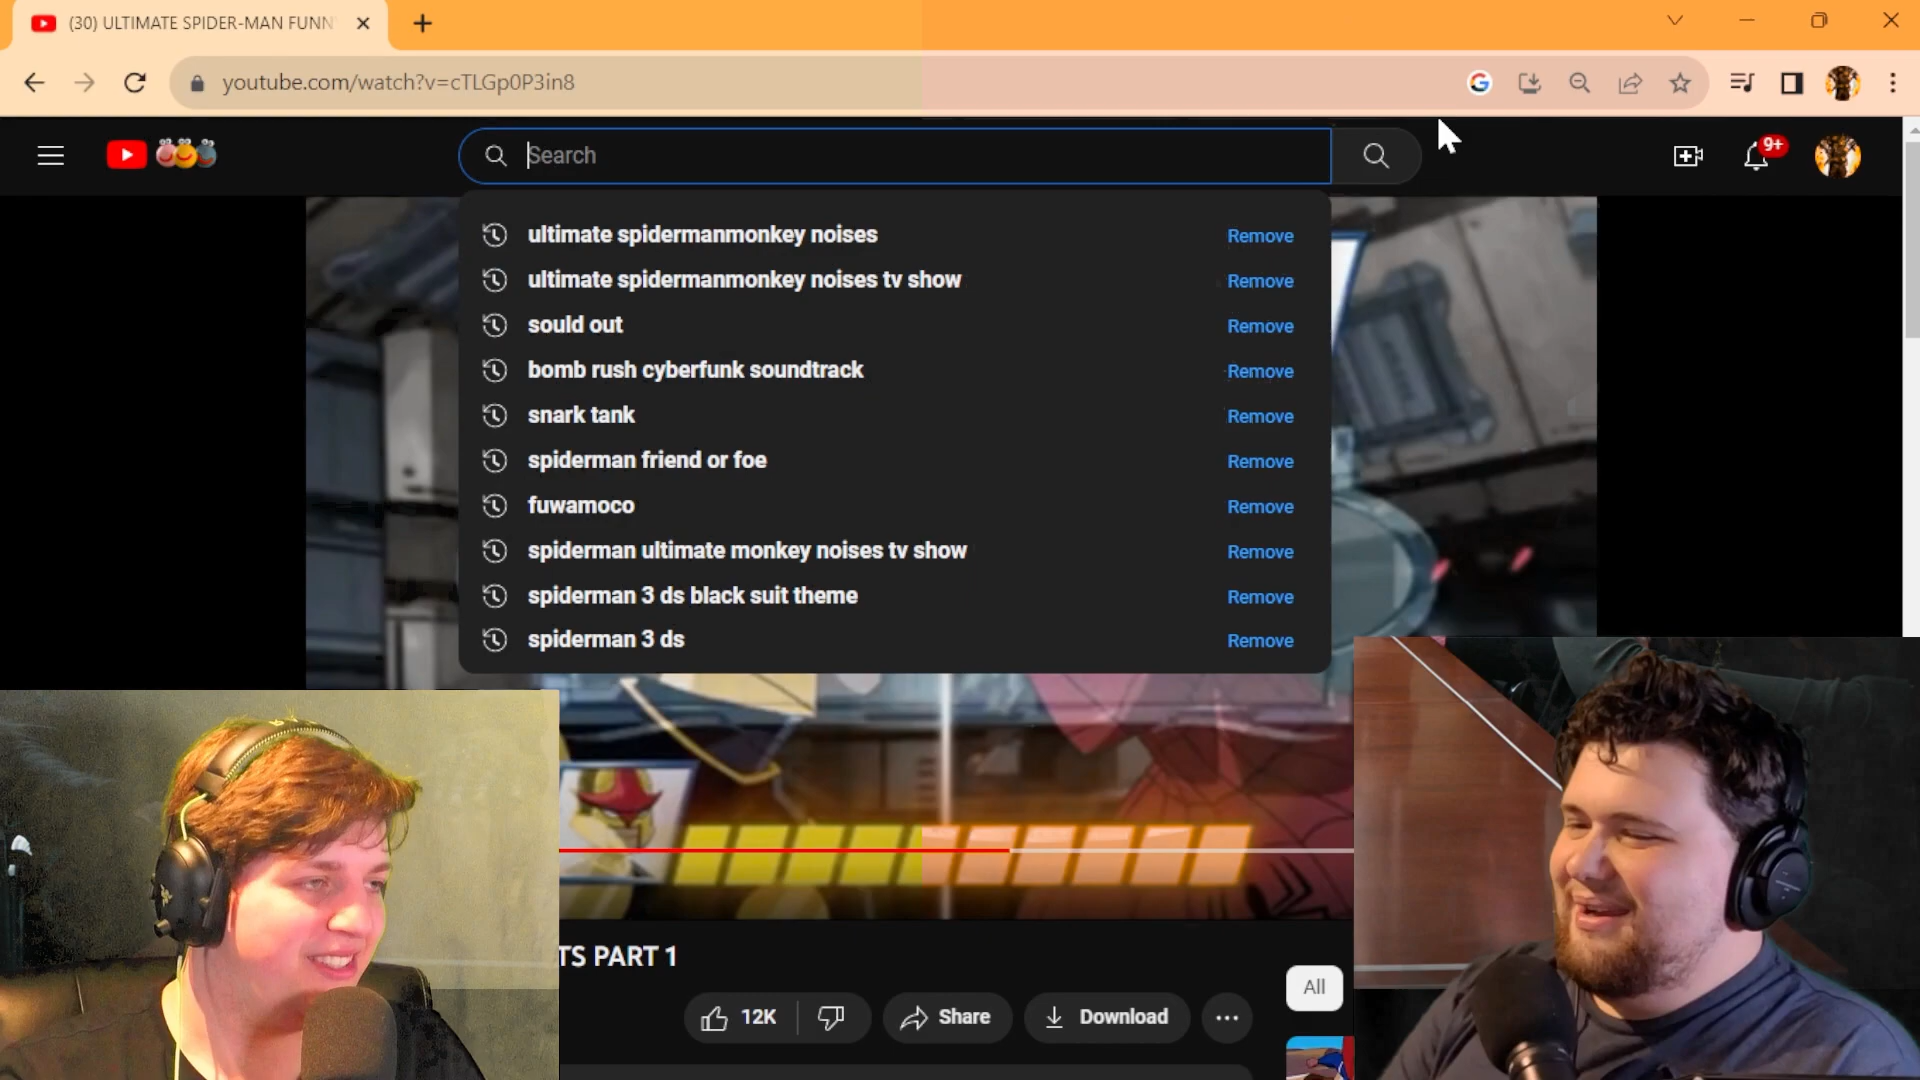 (30) ULTIMATE SPIDER-MAN FUNN
youtube.com/watch?v=cTLGp0P3in8
Search
9+
ultimate spidermanmonkey noises Remove
ultimate spidermanmonkey noises tv show Remove
sould out Remove
bomb rush cyberfunk soundtrack Remove
snark tank Remove
spiderman friend or foe Remove
fuwamoco Remove
spiderman ultimate monkey noises tv show Remove
spiderman 3 ds black suit theme Remove
spiderman 3 ds Remove
TS PART 1
All
12K Share Download